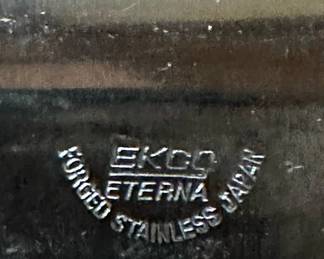 EKCO
ETERNA
FORGED STAINLESS JAPAN